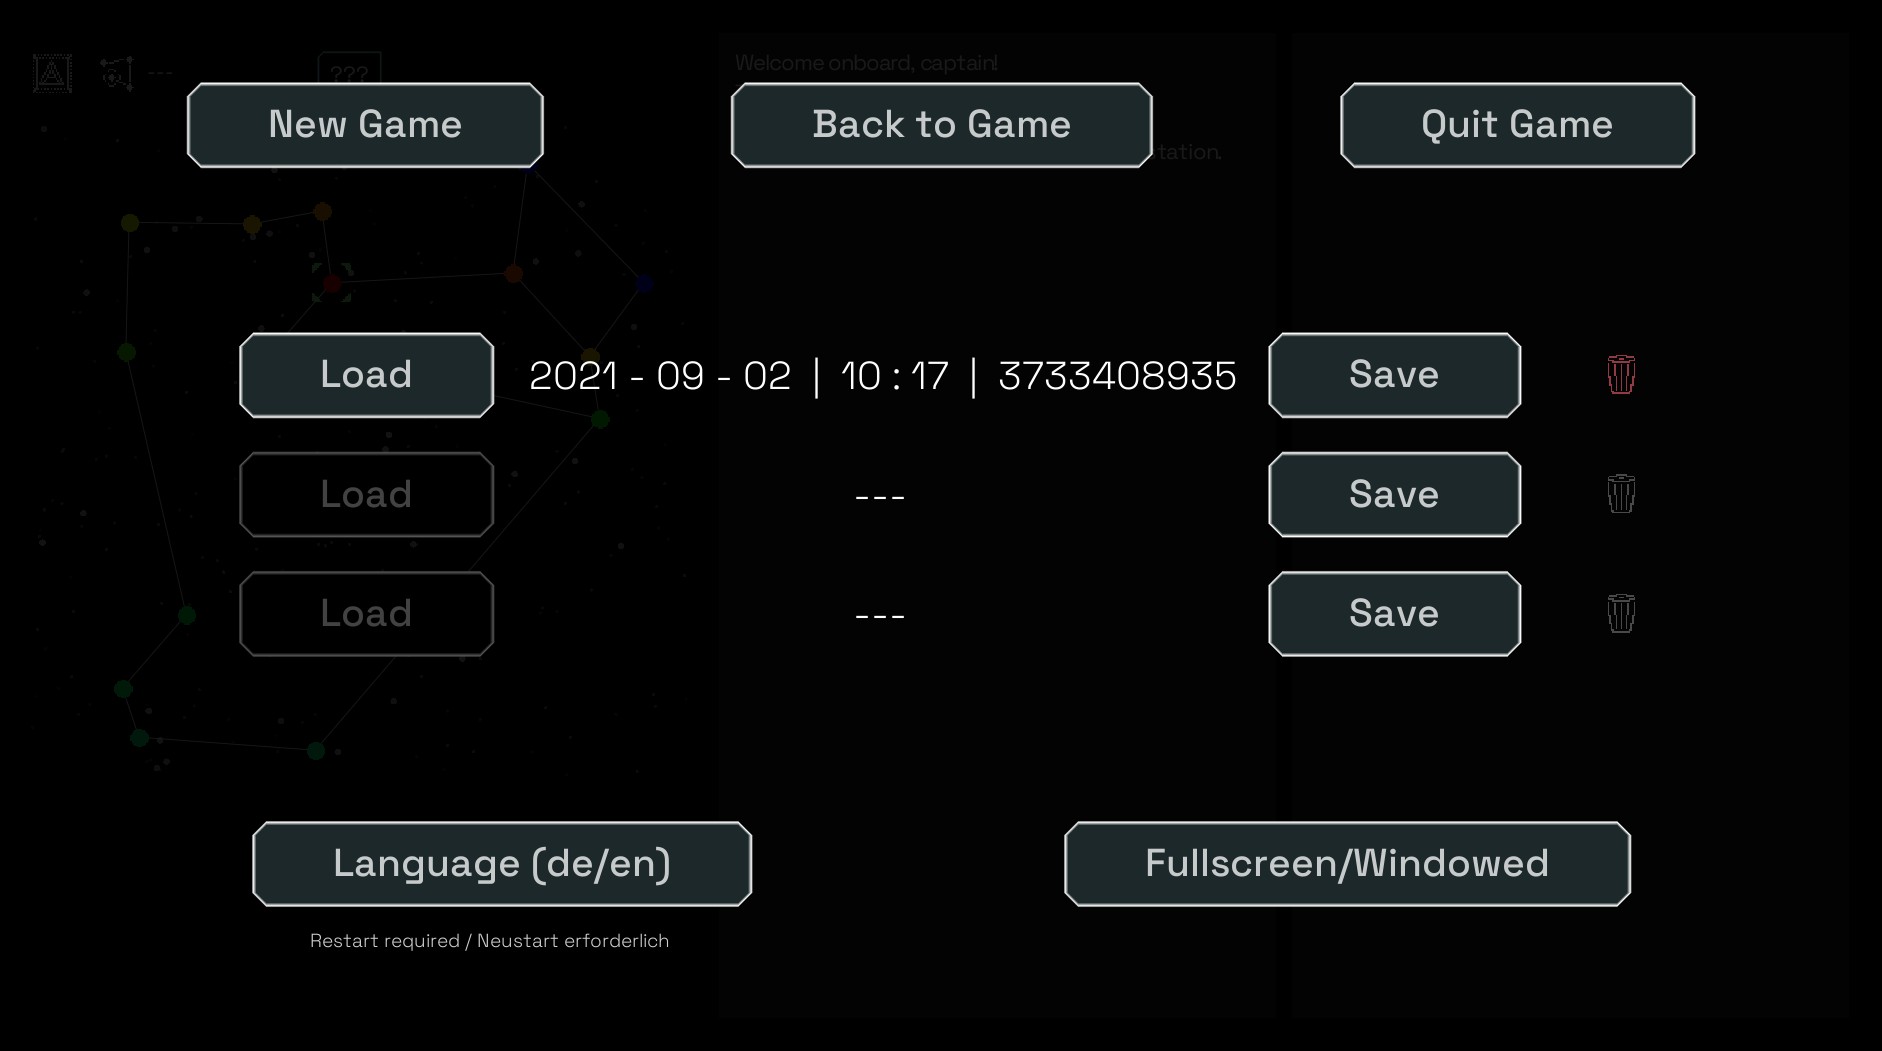 ---
???
Welcome onboard, captain!
New Game
Back to Game
Quit Game
station.
Load
2021 - 09 - 02 | 10 : 17 | 3733408935
Save
Load
---
Save
Load
---
Save
Language (de/en)
Fullscreen/Windowed
Restart required / Neustart erforderlich